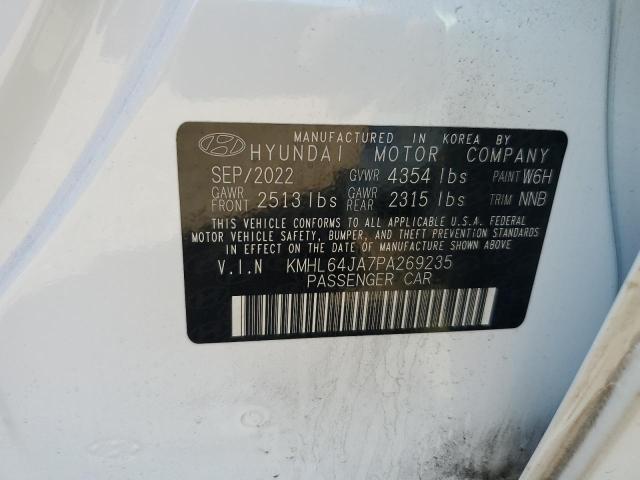 MANUFACTURED IN KOREA BY
HYUNDAI MOTOR COMPANY
SEP/2022 GVWR 4354 lbs PAINT W6H
GAWR FRONT 2513 lbs GAWR REAR 2315 lbs TRIM NNB
THIS VEHICLE CONFORMS TO ALL APPLICABLE U.S.A. FEDERAL
MOTOR VEHICLE SAFETY, BUMPER, AND THEFT PREVENTION
STANDARDS IN EFFECT ON THE DATE OF MANUFACTURE SHOWN ABOVE
V.I.N KMHL64JA7PA269235
PASSENGER CAR